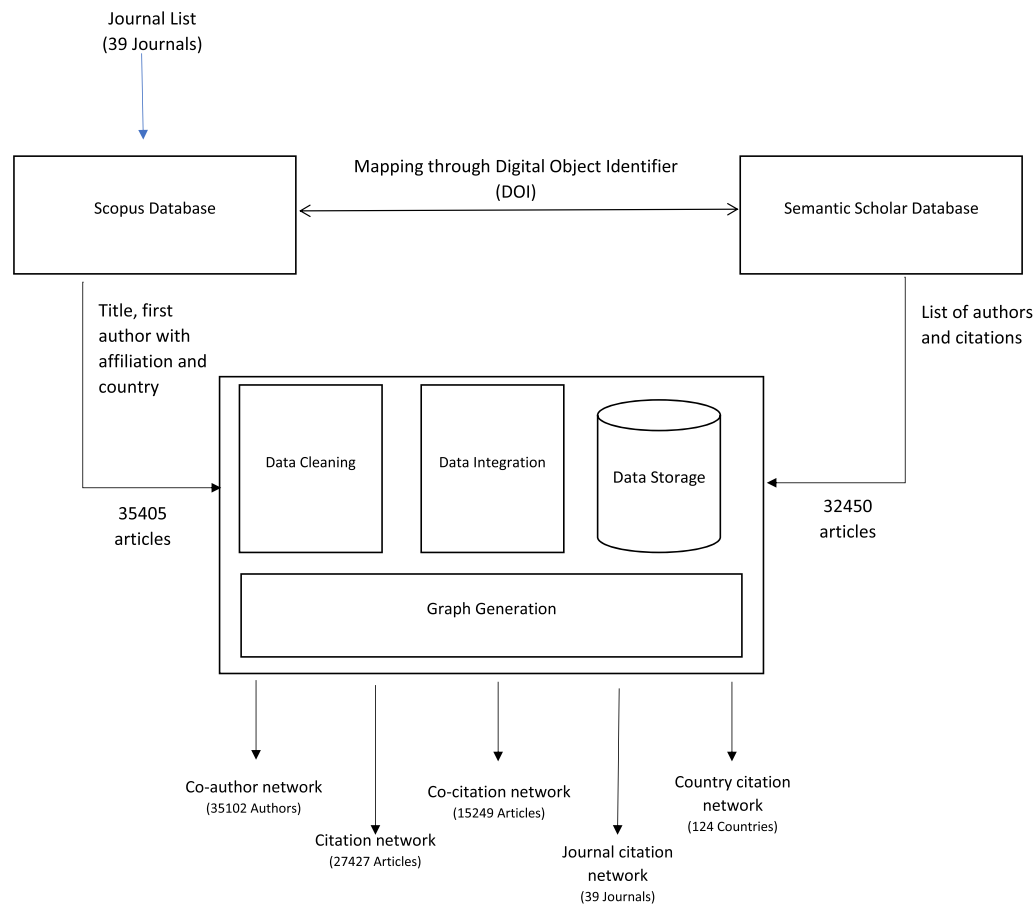 Journal List
(39 Journals)
Mapping through Digital Object Identifier
(DOI)
Scopus Database
Semantic Scholar Database
Title, first
author with
affiliation and
country
List of authors
and citations
Data Cleaning
Data Integration
Data Storage
35405
articles
32450
articles
Graph Generation
Co-author network
(35102 Authors)
Citation network
(27427 Articles)
Co-citation network
(15249 Articles)
Journal citation
network
(39 Journals)
Country citation
network
(124 Countries)